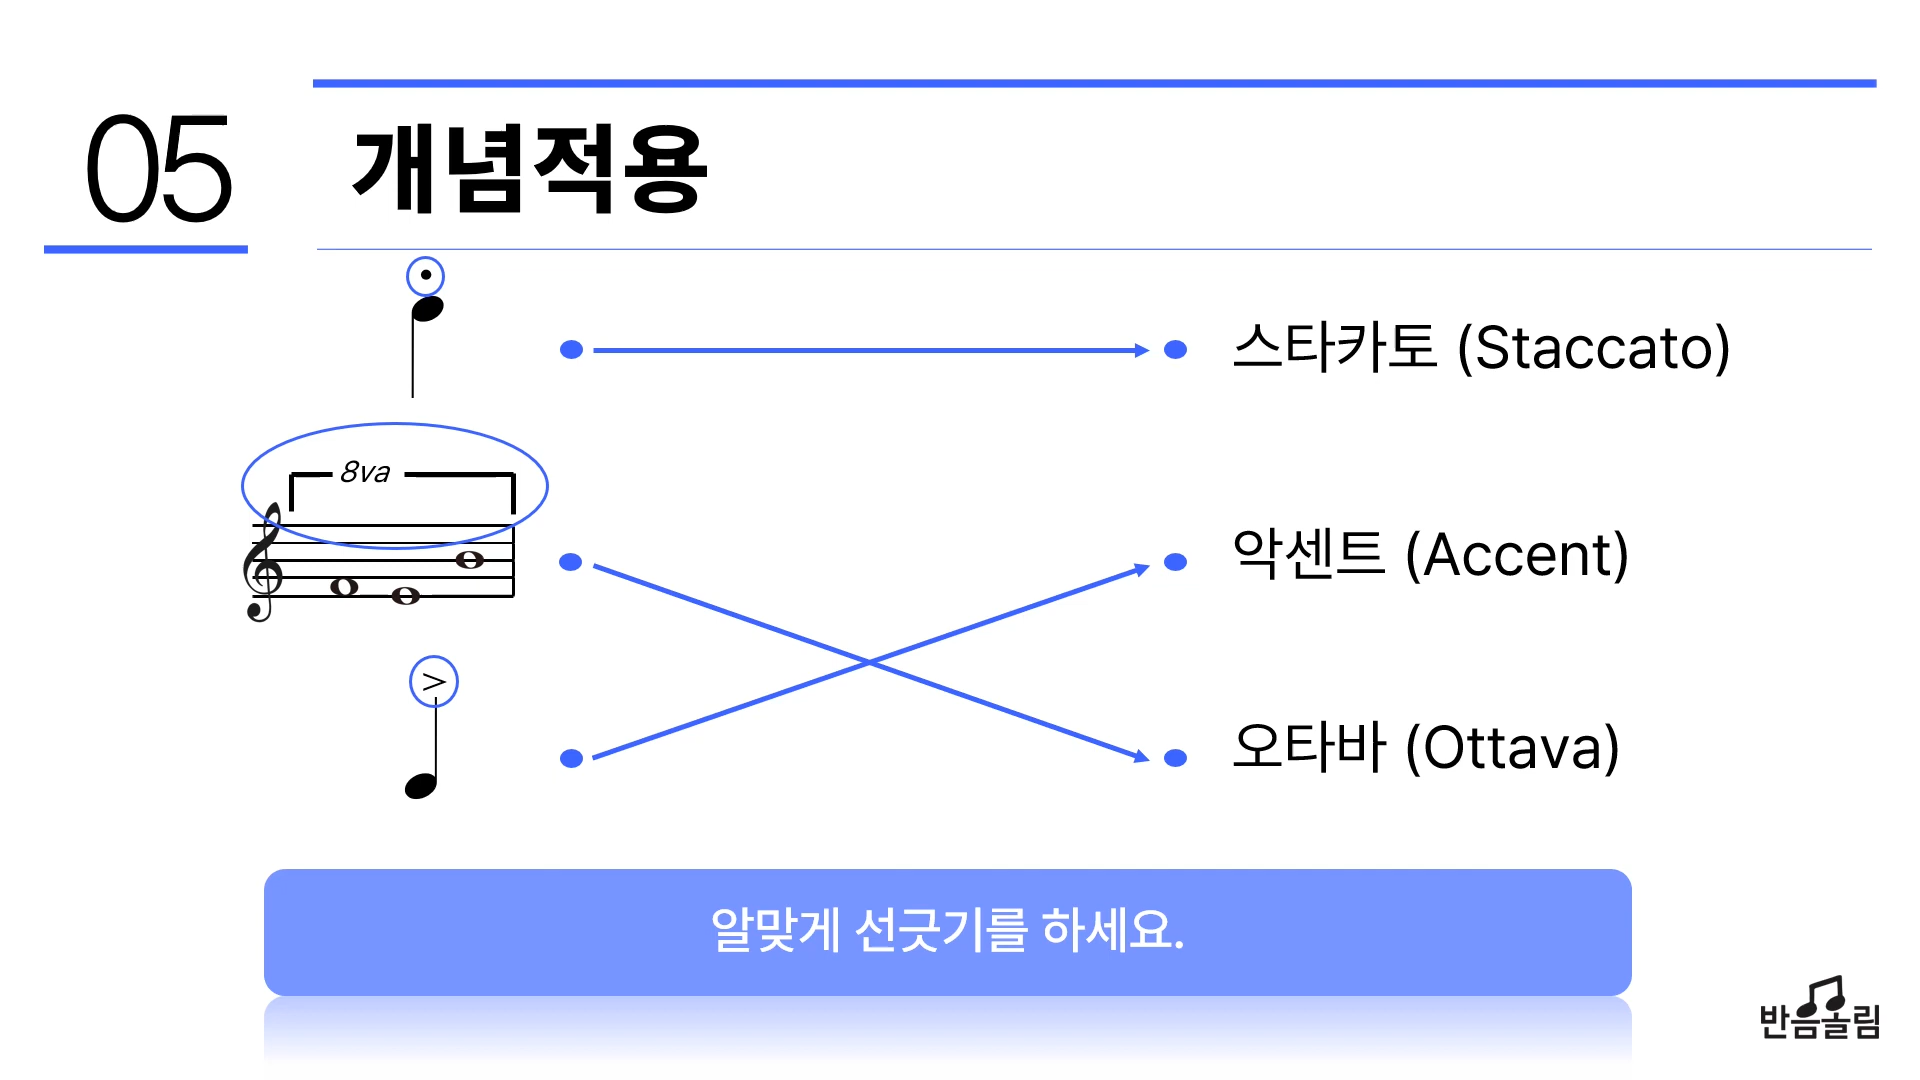 05
개념적용
스타카토 (Staccato)
8va
악센트 (Accent)
>
오타바 (Ottava)
알맞게 선긋기를 하세요.
반음올림